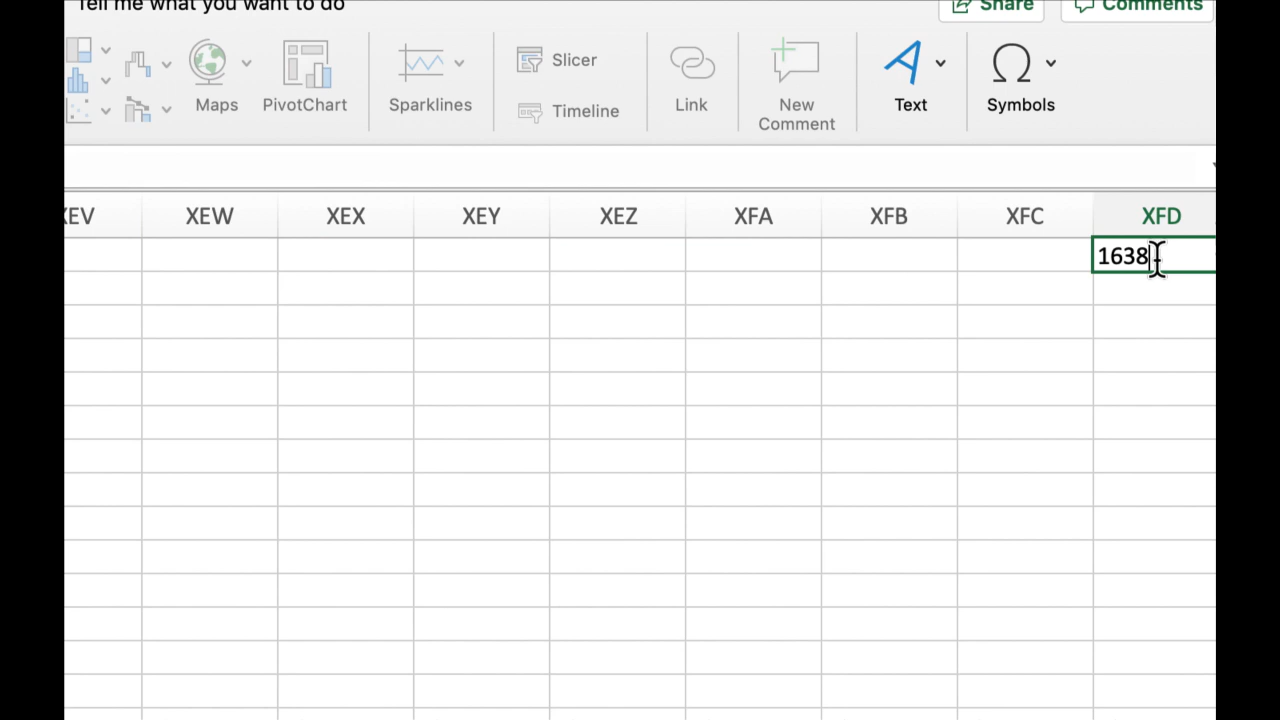 Tell me what you want to do
Share
Comments
Maps
PivotChart
Sparklines
Slicer
Timeline
Link
New
Comment
Text
Symbols
XEV XEW XEX XEY XEZ XFA XFB XFC XFD
1638